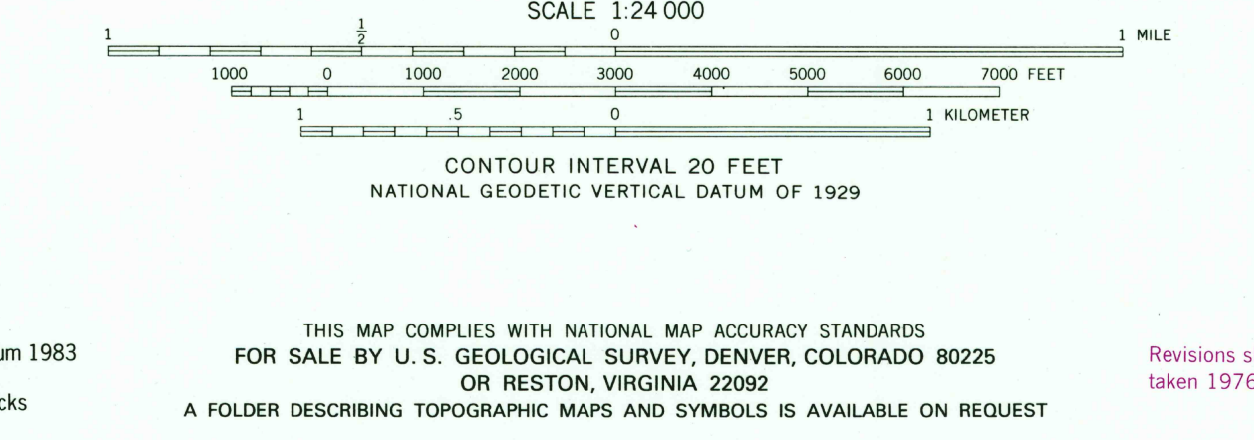 SCALE 1:24 000
1 1/2 0 1 MILE
1000 0 1000 2000 3000 4000 5000 6000 7000 FEET
1 .5 0 1 KILOMETER
CONTOUR INTERVAL 20 FEET
NATIONAL GEODETIC VERTICAL DATUM OF 1929
THIS MAP COMPLIES WITH NATIONAL MAP ACCURACY STANDARDS
um 1983
FOR SALE BY U. S. GEOLOGICAL SURVEY, DENVER, COLORADO 80225
Revisions s
OR RESTON, VIRGINIA 22092
taken 1976
cks
A FOLDER DESCRIBING TOPOGRAPHIC MAPS AND SYMBOLS IS AVAILABLE ON REQUEST